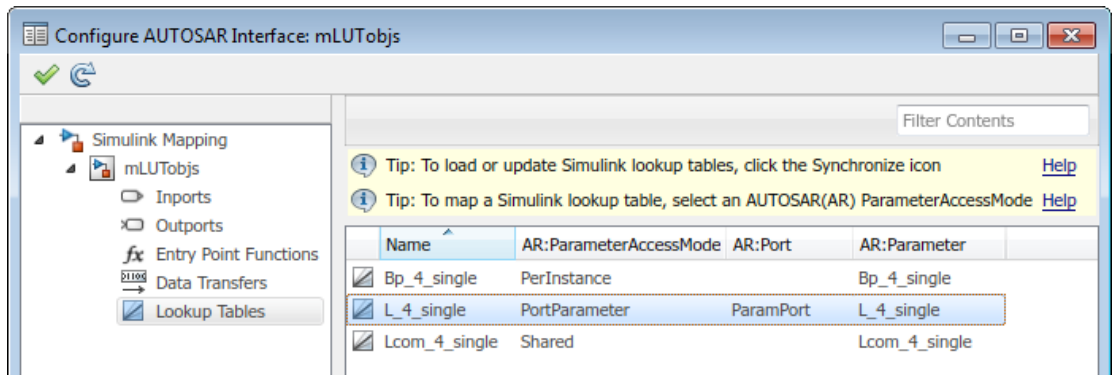 Configure AUTOSAR Interface: mLUTobjs
Filter Contents
Simulink Mapping
mLUTobjs
Inports
Outports
fx Entry Point Functions
Data Transfers
Lookup Tables
Tip: To load or update Simulink lookup tables, click the Synchronize icon Help
Tip: To map a Simulink lookup table, select an AUTOSAR(AR) ParameterAccessMode Help
Name AR:ParameterAccessMode AR:Port AR:Parameter
Bp_4_single PerInstance Bp_4_single
L_4_single PortParameter ParamPort L_4_single
Lcom_4_single Shared Lcom_4_single